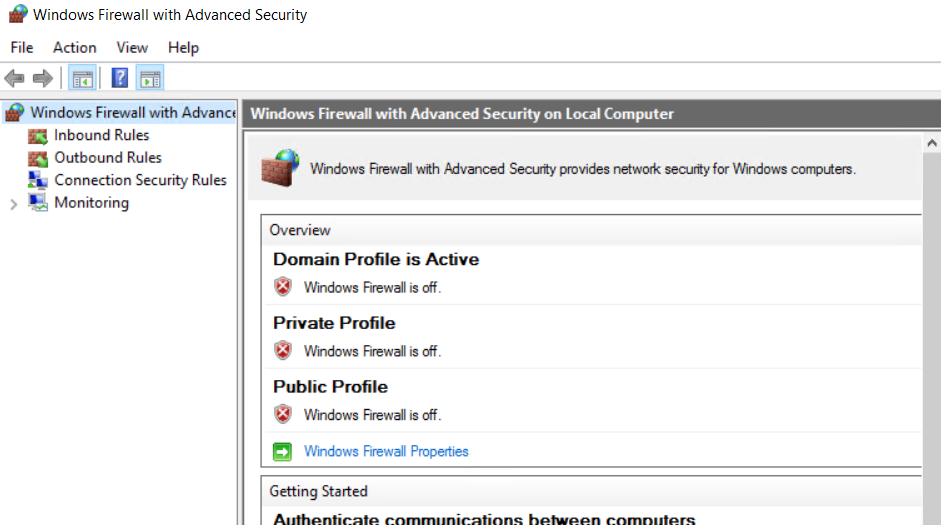 Windows Firewall with Advanced Security
File Action View Help
Windows Firewall with Advance
Inbound Rules
Outbound Rules
Connection Security Rules
Monitoring
Windows Firewall with Advanced Security on Local Computer
Windows Firewall with Advanced Security provides network security for Windows computers.
Overview
Domain Profile is Active
Windows Firewall is off.
Private Profile
Windows Firewall is off.
Public Profile
Windows Firewall is off.
Windows Firewall Properties
Getting Started
Authenticate communications between computers